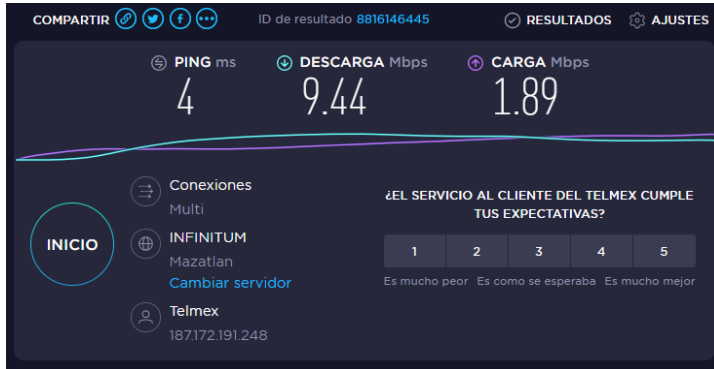 COMPARTIR ID de resultado 8816146445 RESULTADOS AJUSTES
PING ms DESCARGA Mbps CARGA Mbps
4 9.44 1.89
Conexiones
Multi
INICIO
INFINITUM
Mazatlan
Cambiar servidor
Telmex
187.172.191.248
¿EL SERVICIO AL CLIENTE DEL TELMEX CUMPLE
TUS EXPECTATIVAS?
1 2 3 4 5
Es mucho peor Es como se esperaba Es mucho mejor